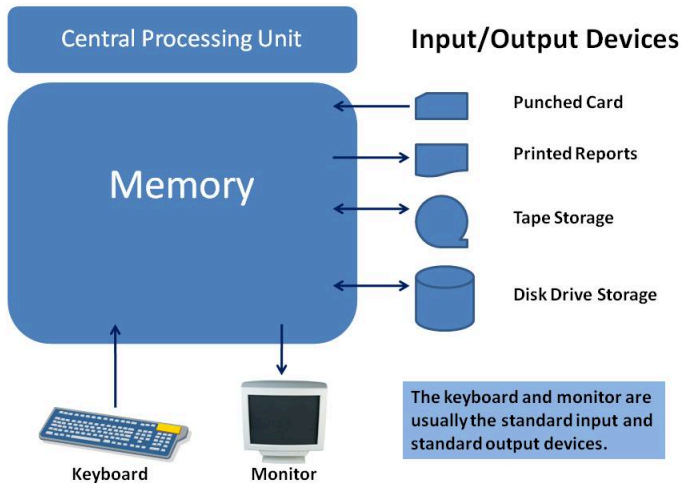 Central Processing Unit
Input/Output Devices
Memory
Punched Card
Printed Reports
Tape Storage
Disk Drive Storage
The keyboard and monitor are
usually the standard input and
standard output devices.
Keyboard
Monitor